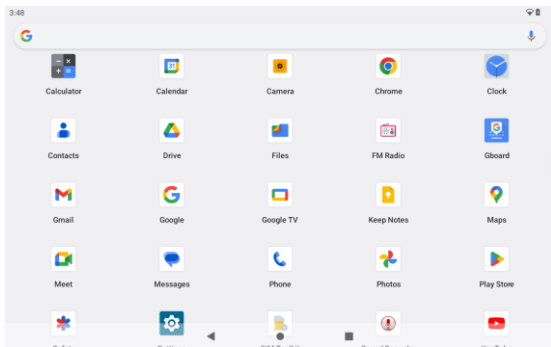 3:48
Calculator Calendar Camera Chrome Clock
Contacts Drive Files FM Radio Gboard
Gmail Google Google TV Keep Notes Maps
Meet Messages Phone Photos Play Store